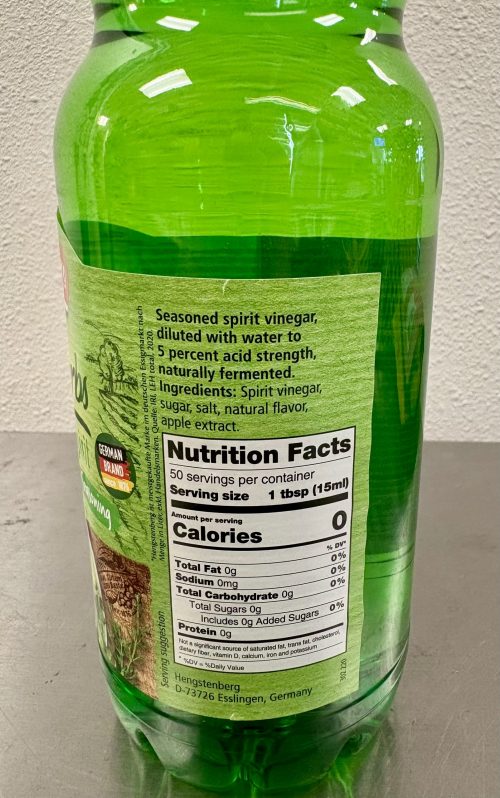 Seasoned spirit vinegar,
diluted with water to
5 percent acid strength,
naturally fermented.
Ingredients: Spirit vinegar,
sugar, salt, natural flavor,
apple extract.
Nutrition Facts
50 servings per container
Serving size 1 tbsp (15ml)
Amount per serving
Calories 0
% DV*
Total Fat 0g 0%
Sodium 0mg 0%
Total Carbohydrate 0g 0%
Total Sugars 0g
Includes 0g Added Sugars 0%
Protein 0g
Not a significant source of saturated fat, trans fat, cholesterol,
dietary fiber, vitamin D, calcium, iron and potassium
* %DV = %Daily Value
Hengstenberg
D-73726 Esslingen, Germany
GERMAN
BRAND
Serving suggestion